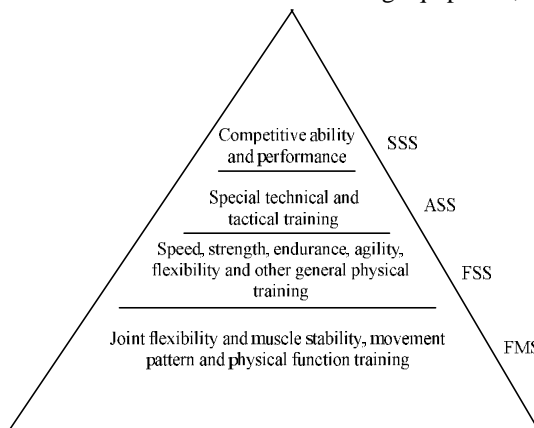 Competitive ability
and performance
SSS
Special technical and
tactical training
ASS
Speed, strength, endurance, agility,
flexibility and other general physical
training
FSS
Joint flexibility and muscle stability, movement
pattern and physical function training
FMS